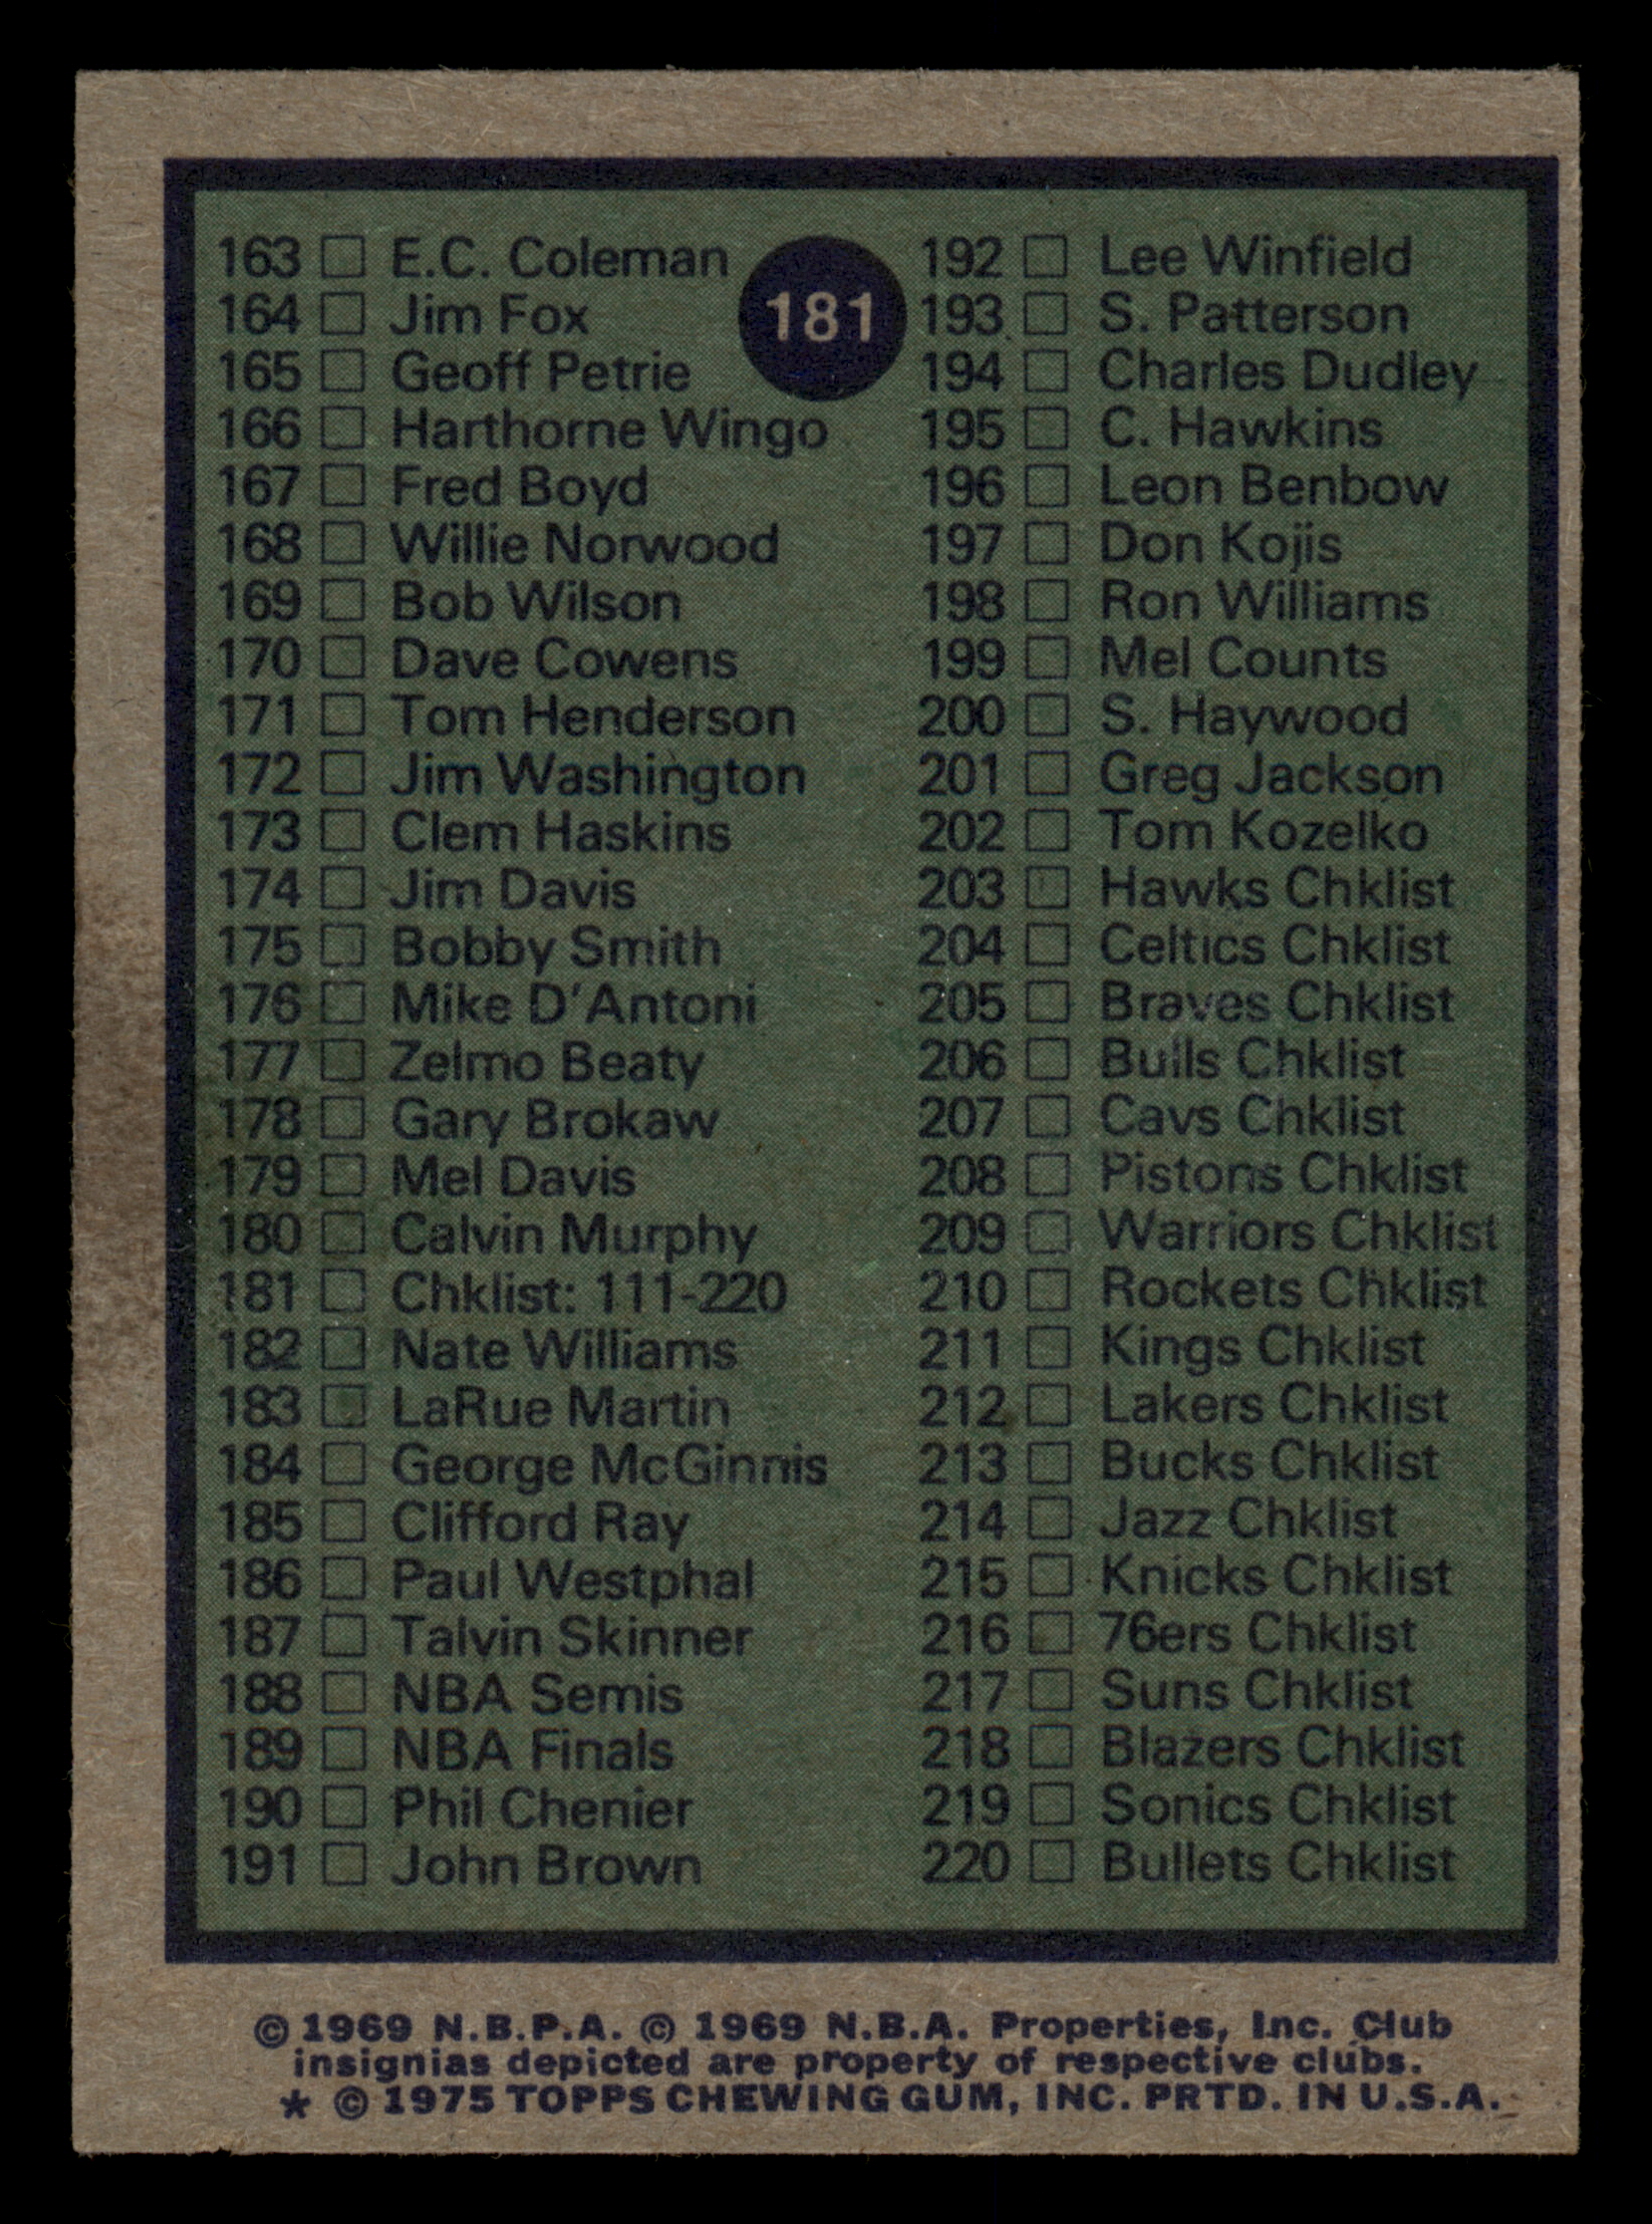 181
163 □ E.C. Coleman
164 □ Jim Fox
165 □ Geoff Petrie
166 □ Harthorne Wingo
167 □ Fred Boyd
168 □ Willie Norwood
169 □ Bob Wilson
170 □ Dave Cowens
171 □ Tom Henderson
172 □ Jim Washington
173 □ Clem Haskins
174 □ Jim Davis
175 □ Bobby Smith
176 □ Mike D'Antoni
177 □ Zelmo Beaty
178 □ Gary Brokaw
179 □ Mel Davis
180 □ Calvin Murphy
181 □ Chklist: 111-220
182 □ Nate Williams
183 □ LaRue Martin
184 □ George McGinnis
185 □ Clifford Ray
186 □ Paul Westphal
187 □ Talvin Skinner
188 □ NBA Semis
189 □ NBA Finals
190 □ Phil Chenier
191 □ John Brown
192 □ Lee Winfield
193 □ S. Patterson
194 □ Charles Dudley
195 □ C. Hawkins
196 □ Leon Benbow
197 □ Don Kojis
198 □ Ron Williams
199 □ Mel Counts
200 □ S. Haywood
201 □ Greg Jackson
202 □ Tom Kozelko
203 □ Hawks Chklist
204 □ Celtics Chklist
205 □ Braves Chklist
206 □ Bulls Chklist
207 □ Cavs Chklist
208 □ Pistons Chklist
209 □ Warriors Chklist
210 □ Rockets Chklist
211 □ Kings Chklist
212 □ Lakers Chklist
213 □ Bucks Chklist
214 □ Jazz Chklist
215 □ Knicks Chklist
216 □ 76ers Chklist
217 □ Suns Chklist
218 □ Blazers Chklist
219 □ Sonics Chklist
220 □ Bullets Chklist
© 1969 N.B.P.A. © 1969 N.B.A. Properties, Inc. Club
insignias depicted are property of respective clubs.
* © 1975 TOPPS CHEWING GUM, INC. PRTD. IN U.S.A.